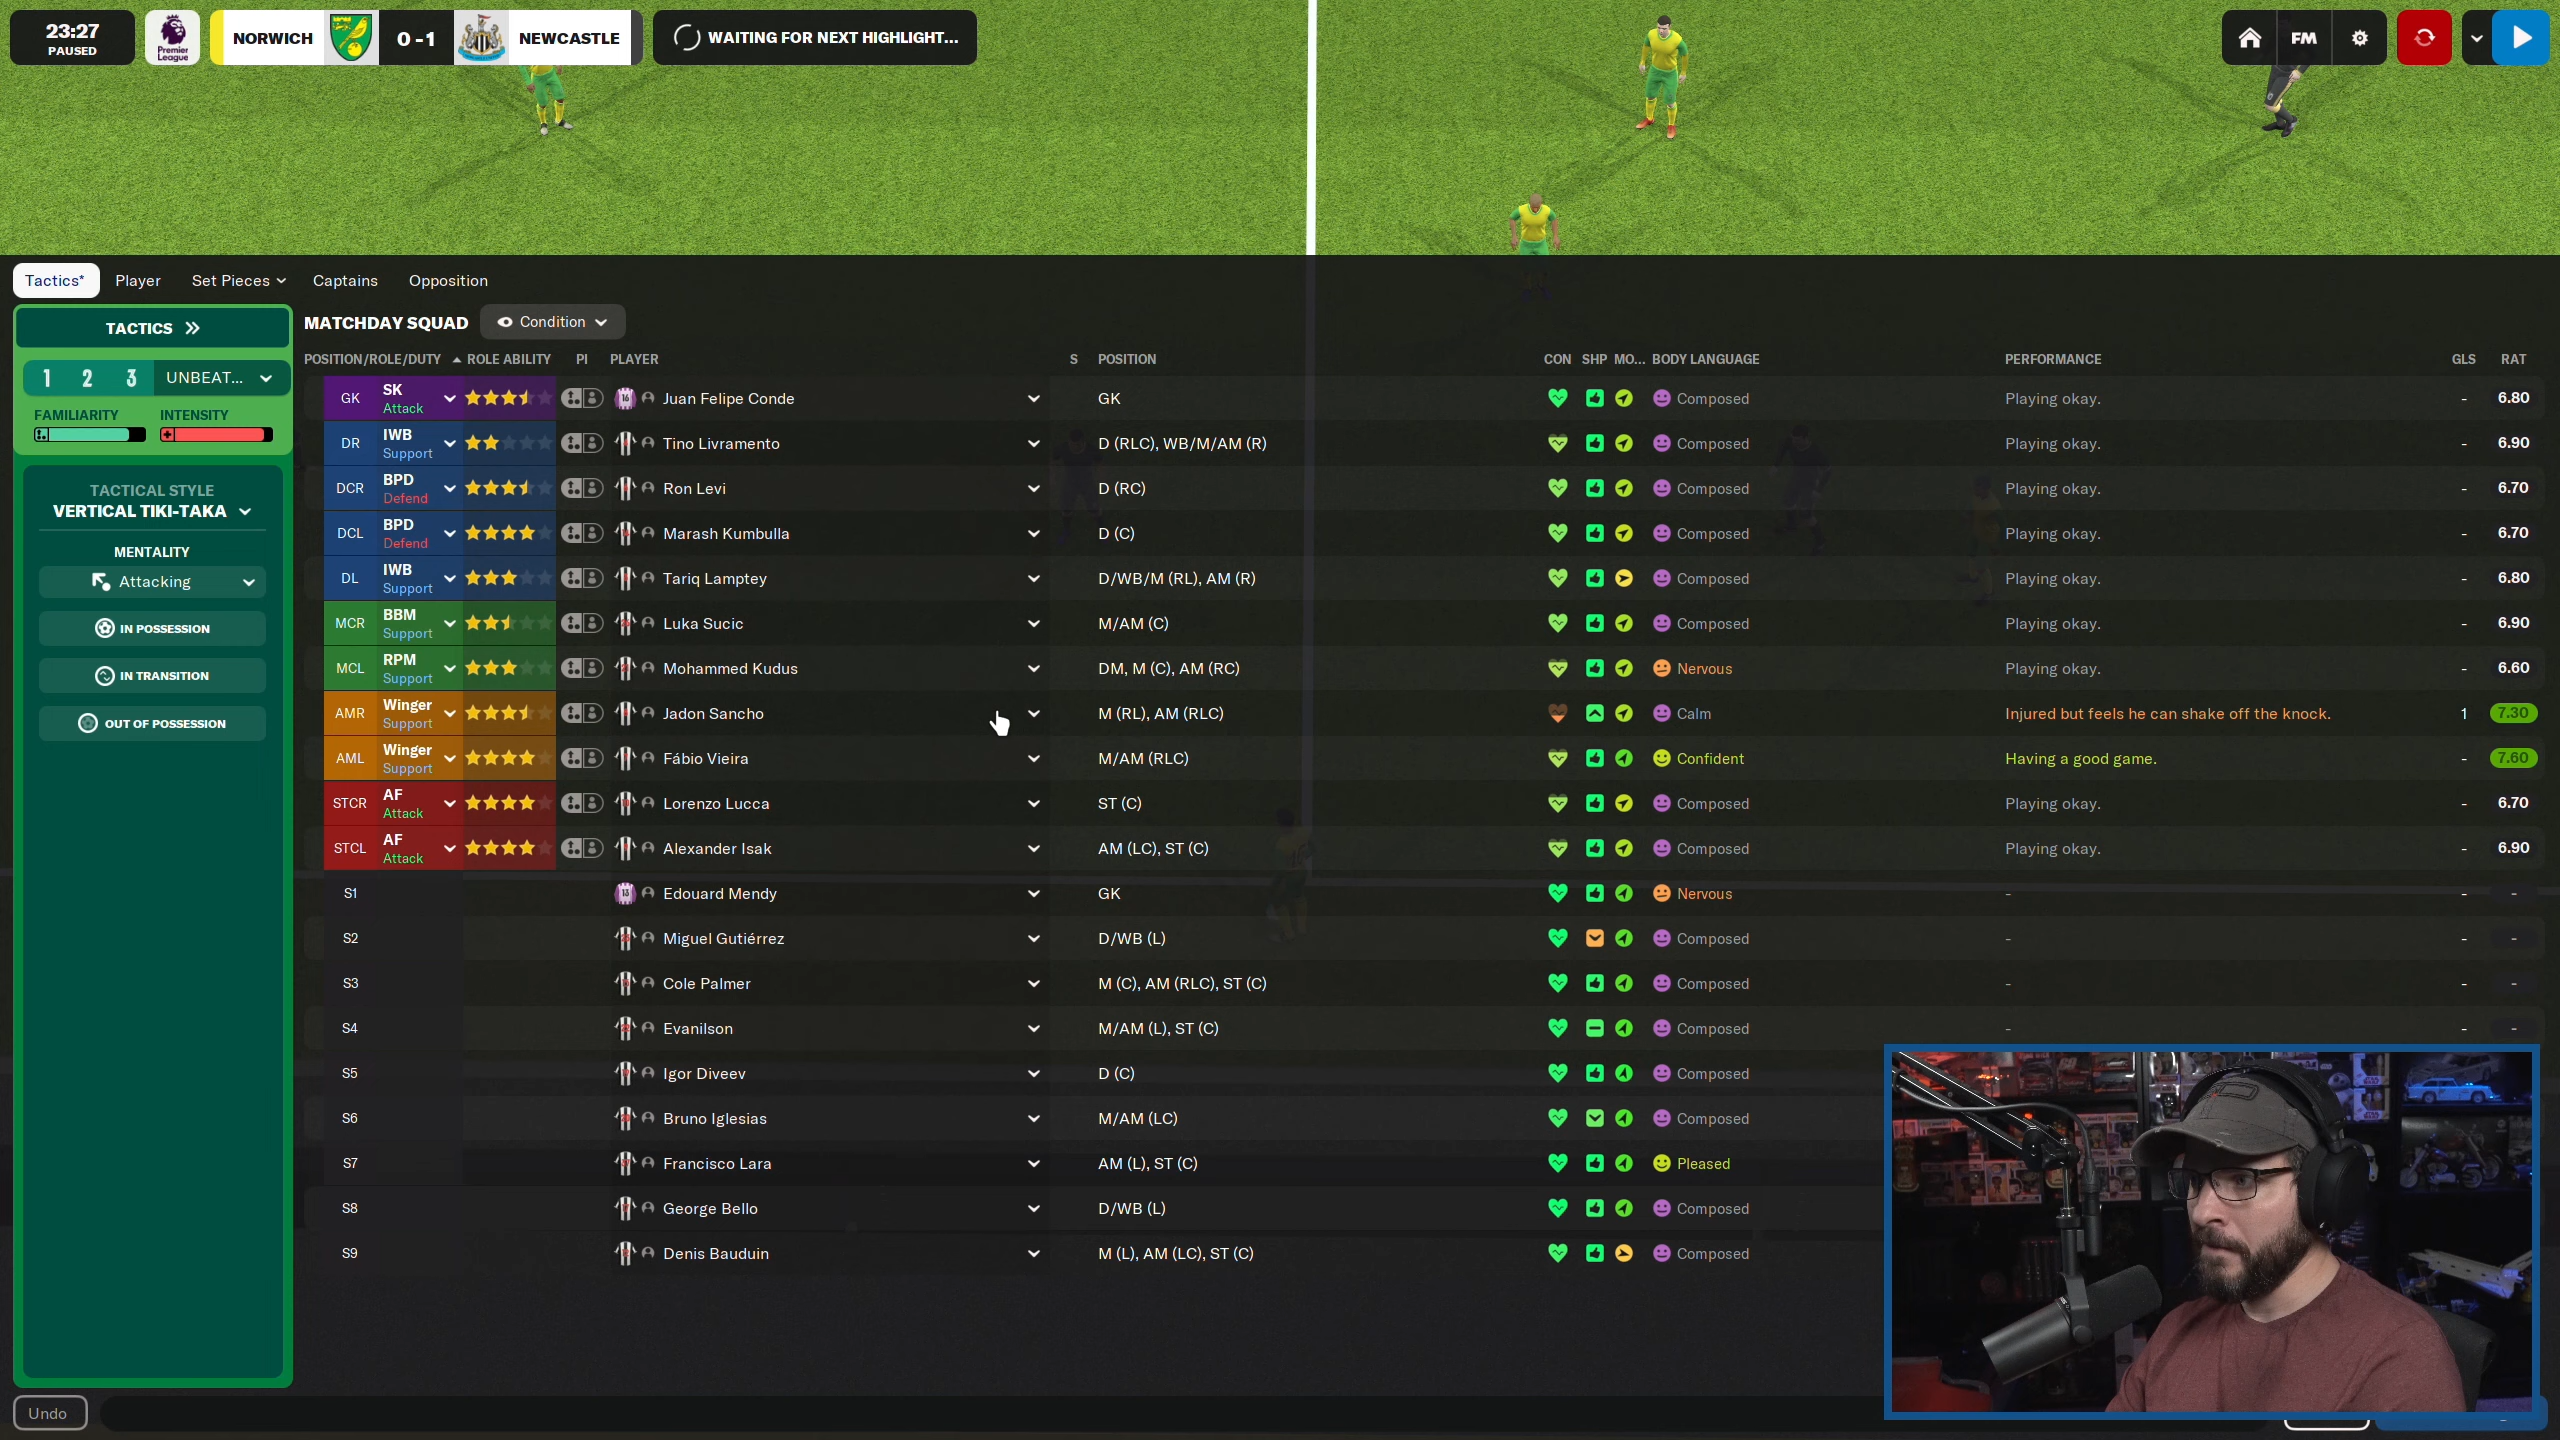 23:27
PAUSED
Premier
League
NORWICH 0 - 1 NEWCASTLE
WAITING FOR NEXT HIGHLIGHT...
FM
Tactics* Player Set Pieces Captains Opposition
TACTICS
1 2 3 UNBEAT...
FAMILIARITY INTENSITY
TACTICAL STYLE
VERTICAL TIKI-TAKA
MENTALITY
Attacking
IN POSSESSION
IN TRANSITION
OUT OF POSSESSION
MATCHDAY SQUAD Condition
POSITION/ROLE/DUTY ROLE ABILITY PI PLAYER S POSITION CON SHP MO... BODY LANGUAGE PERFORMANCE GLS RAT
GK SK Attack 16 Juan Felipe Conde GK Composed Playing okay. - 6.80
DR IWB Support Tino Livramento D (RLC), WB/M/AM (R) Composed Playing okay. - 6.90
DCR BPD Defend Ron Levi D (RC) Composed Playing okay. - 6.70
DCL BPD Defend Marash Kumbulla D (C) Composed Playing okay. - 6.70
DL IWB Support Tariq Lamptey D/WB/M (RL), AM (R) Composed Playing okay. - 6.80
MCR BBM Support Luka Sucic M/AM (C) Composed Playing okay. - 6.90
MCL RPM Support Mohammed Kudus DM, M (C), AM (RC) Nervous Playing okay. - 6.60
AMR Winger Support Jadon Sancho M (RL), AM (RLC) Calm Injured but feels he can shake off the knock. 1 7.30
AML Winger Support Fábio Vieira M/AM (RLC) Confident Having a good game. - 7.60
STCR AF Attack Lorenzo Lucca ST (C) Composed Playing okay. - 6.70
STCL AF Attack Alexander Isak AM (LC), ST (C) Composed Playing okay. - 6.90
S1 13 Edouard Mendy GK Nervous - - -
S2 Miguel Gutiérrez D/WB (L) Composed - - -
S3 Cole Palmer M (C), AM (RLC), ST (C) Composed - - -
S4 Evanilson M/AM (L), ST (C) Composed - - -
S5 Igor Diveev D (C) Composed
S6 Bruno Iglesias M/AM (LC) Composed
S7 Francisco Lara AM (L), ST (C) Pleased
S8 George Bello D/WB (L) Composed
S9 Denis Bauduin M (L), AM (LC), ST (C) Composed
Undo